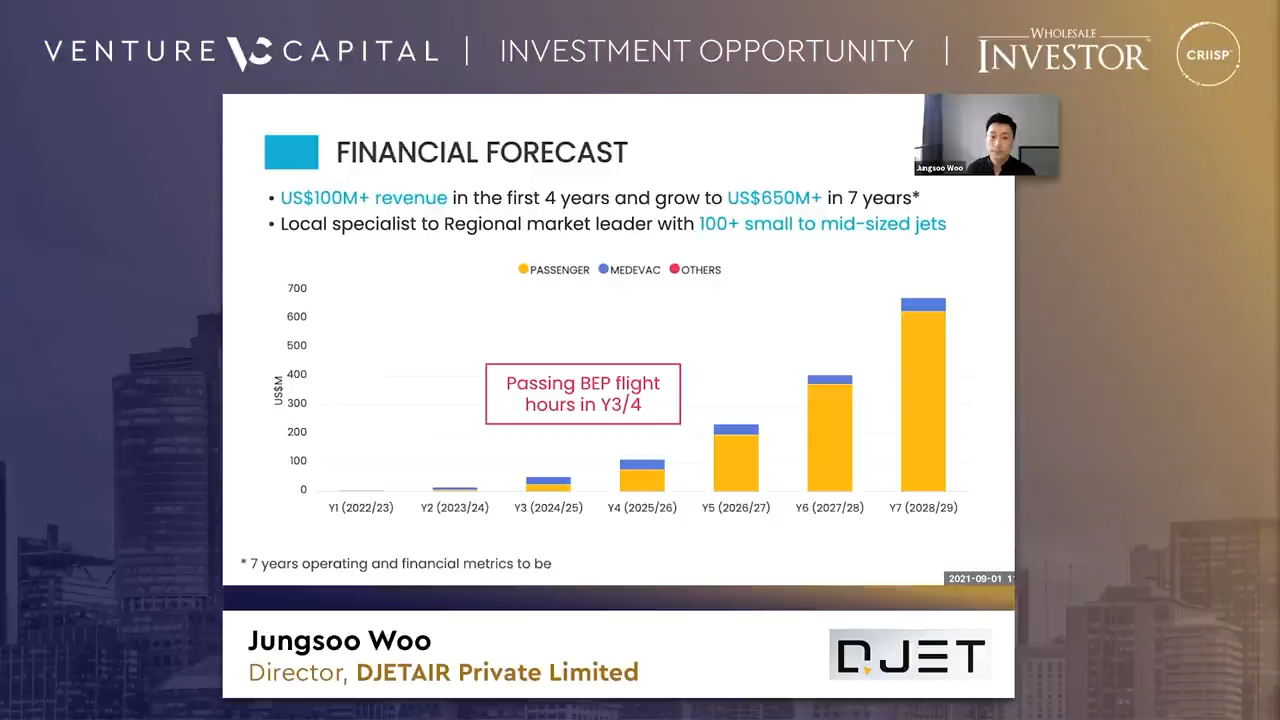 VENTURE VC CAPITAL | INVESTMENT OPPORTUNITY | WHOLESALE INVESTOR CRIISP
FINANCIAL FORECAST
Jungsoo Woo
• US$100M+ revenue in the first 4 years and grow to US$650M+ in 7 years*
• Local specialist to Regional market leader with 100+ small to mid-sized jets
PASSENGER MEDEVAC OTHERS
700
600
500
400
300
200
100
0
US$M
Passing BEP flight
hours in Y3/4
Y1 (2022/23) Y2 (2023/24) Y3 (2024/25) Y4 (2025/26) Y5 (2026/27) Y6 (2027/28) Y7 (2028/29)
* 7 years operating and financial metrics to be
2021-09-01
Jungsoo Woo
Director, DJETAIR Private Limited
DJET